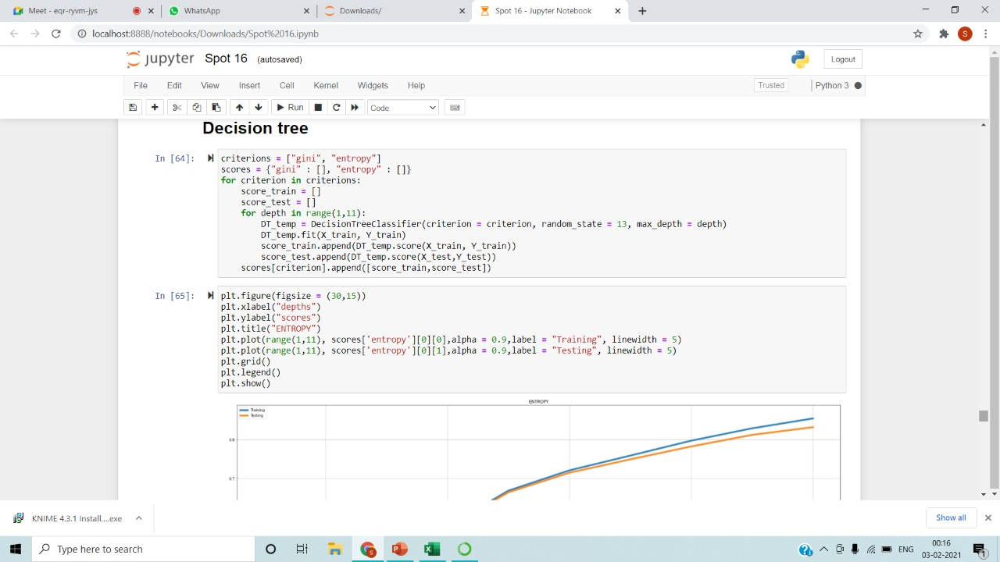 Meet - eqr-yvvm-jys
WhatsApp
Downloads/
Spot 16 - Jupyter Notebook
localhost:8888/notebooks/Downloads/Spot%2016.ipynb
S
jupyter Spot 16 (autosaved)
Logout
File Edit View Insert Cell Kernel Widgets Help
Trusted
Python 3
Run
Code
Decision tree
In [64]:
criterions = ["gini", "entropy"]
scores = {"gini" : [], "entropy" : []}
for criterion in criterions:
    score_train = []
    score_test = []
    for depth in range(1,11):
        DT_temp = DecisionTreeClassifier(criterion = criterion, random_state = 13, max_depth = depth)
        DT_temp.fit(X_train, Y_train)
        score_train.append(DT_temp.score(X_train, Y_train))
        score_test.append(DT_temp.score(X_test,Y_test))
    scores[criterion].append([score_train,score_test])
In [65]:
plt.figure(figsize = (30,15))
plt.xlabel("depths")
plt.ylabel("scores")
plt.title("ENTROPY")
plt.plot(range(1,11), scores['entropy'][0][0],alpha = 0.9,label = "Training", linewidth = 5)
plt.plot(range(1,11), scores['entropy'][0][1],alpha = 0.9,label = "Testing", linewidth = 5)
plt.grid()
plt.legend()
plt.show()
ENTROPY
Training
Testing
0.8
0.7
KNIME 4.3.1 Install....exe
Show all
Type here to search
ENG
00:16
03-02-2021
1